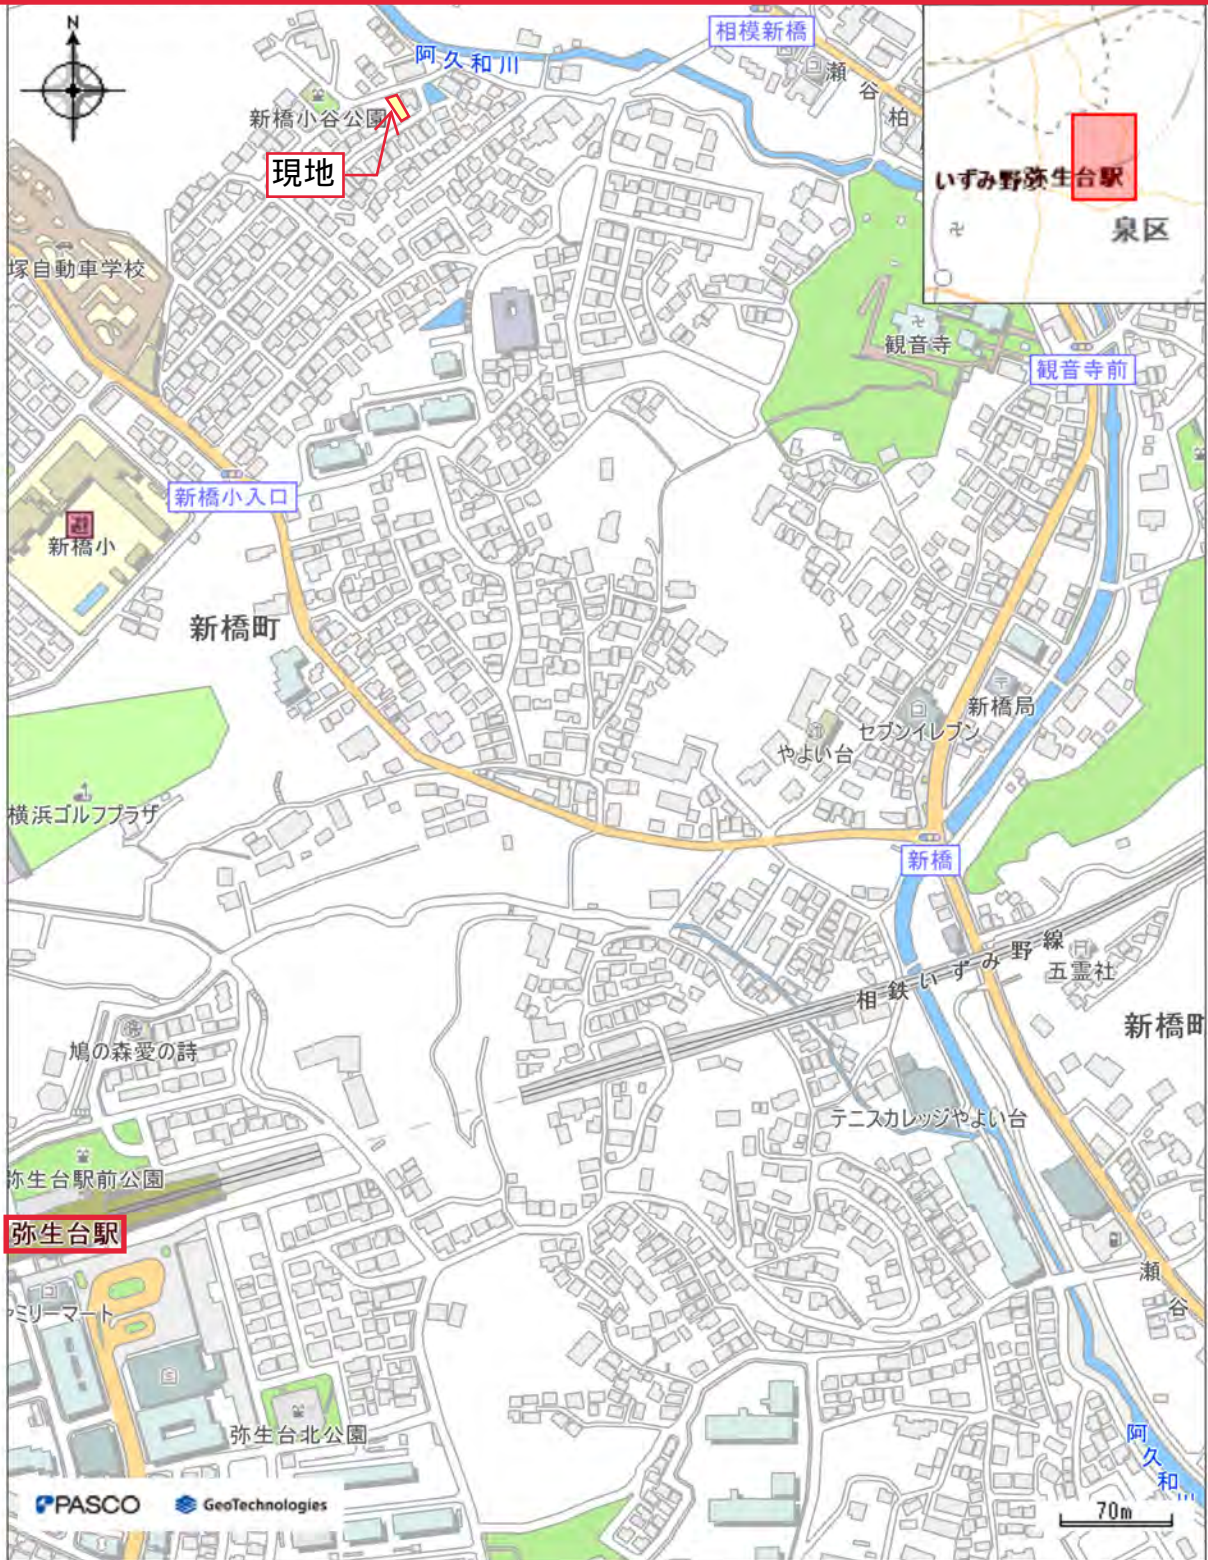 N
相模新橋
阿久和川
瀬
谷
柏
新橋小谷公園
現地
いずみ野弥生台駅
泉区
塚自動車学校
観音寺
観音寺前
新橋小入口
新橋小
新橋町
新橋局
セブンイレブン
やよい台
横浜ゴルフプラザ
新橋
相鉄いずみ野線
五霊社
新橋町
鳩の森愛の詩
テニスカレッジやよい台
弥生台駅前公園
弥生台駅
ァミリーマート
瀬
谷
弥生台北公園
阿
久
和
川
PASCO
GeoTechnologies
70m